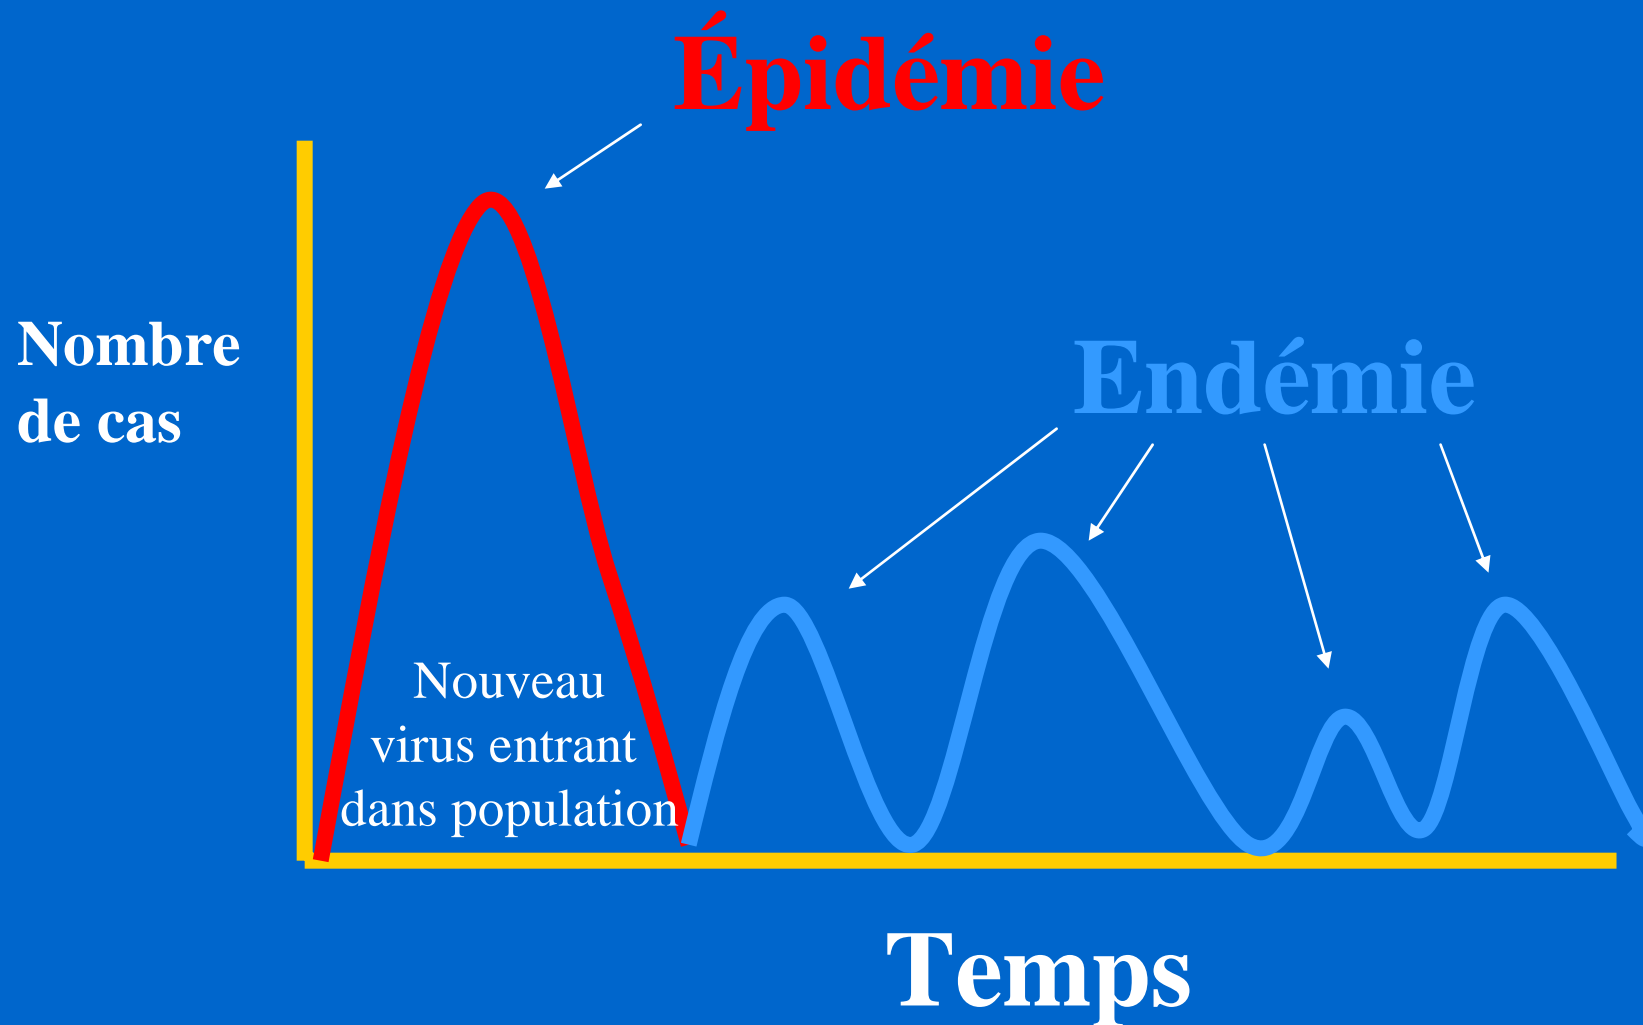 Épidémie
Nombre
de cas
Endémie
Nouveau
virus entrant
dans population
Temps